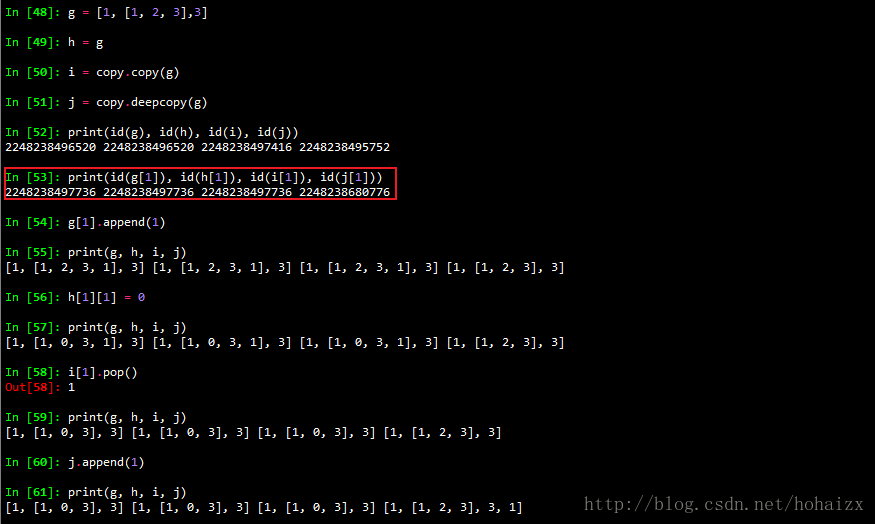 In [48]: g = [1, [1, 2, 3],3]
In [49]: h = g
In [50]: i = copy.copy(g)
In [51]: j = copy.deepcopy(g)
In [52]: print(id(g), id(h), id(i), id(j))
2248238496520 2248238496520 2248238497416 2248238495752
In [53]: print(id(g[1]), id(h[1]), id(i[1]), id(j[1]))
2248238497736 2248238497736 2248238497736 2248238680776
In [54]: g[1].append(1)
In [55]: print(g, h, i, j)
[1, [1, 2, 3, 1], 3] [1, [1, 2, 3, 1], 3] [1, [1, 2, 3, 1], 3] [1, [1, 2, 3], 3]
In [56]: h[1][1] = 0
In [57]: print(g, h, i, j)
[1, [1, 0, 3, 1], 3] [1, [1, 0, 3, 1], 3] [1, [1, 0, 3, 1], 3] [1, [1, 2, 3], 3]
In [58]: i[1].pop()
Out[58]: 1
In [59]: print(g, h, i, j)
[1, [1, 0, 3], 3] [1, [1, 0, 3], 3] [1, [1, 0, 3], 3] [1, [1, 2, 3], 3]
In [60]: j.append(1)
In [61]: print(g, h, i, j)
[1, [1, 0, 3], 3] [1, [1, 0, 3], 3] [1, [1, 0, 3], 3] [1, [1, 2, 3], 3, 1]
http://blog.csdn.net/hohaizx